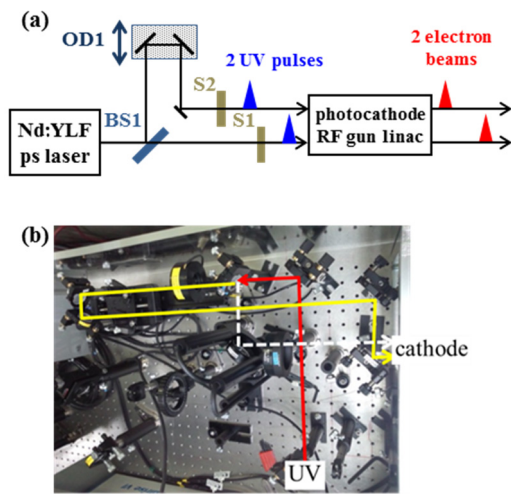 (a)
OD1
2 UV pulses
2 electron
beams
S2
BS1
S1
Nd:YLF
ps laser
photocathode
RF gun linac
(b)
cathode
UV